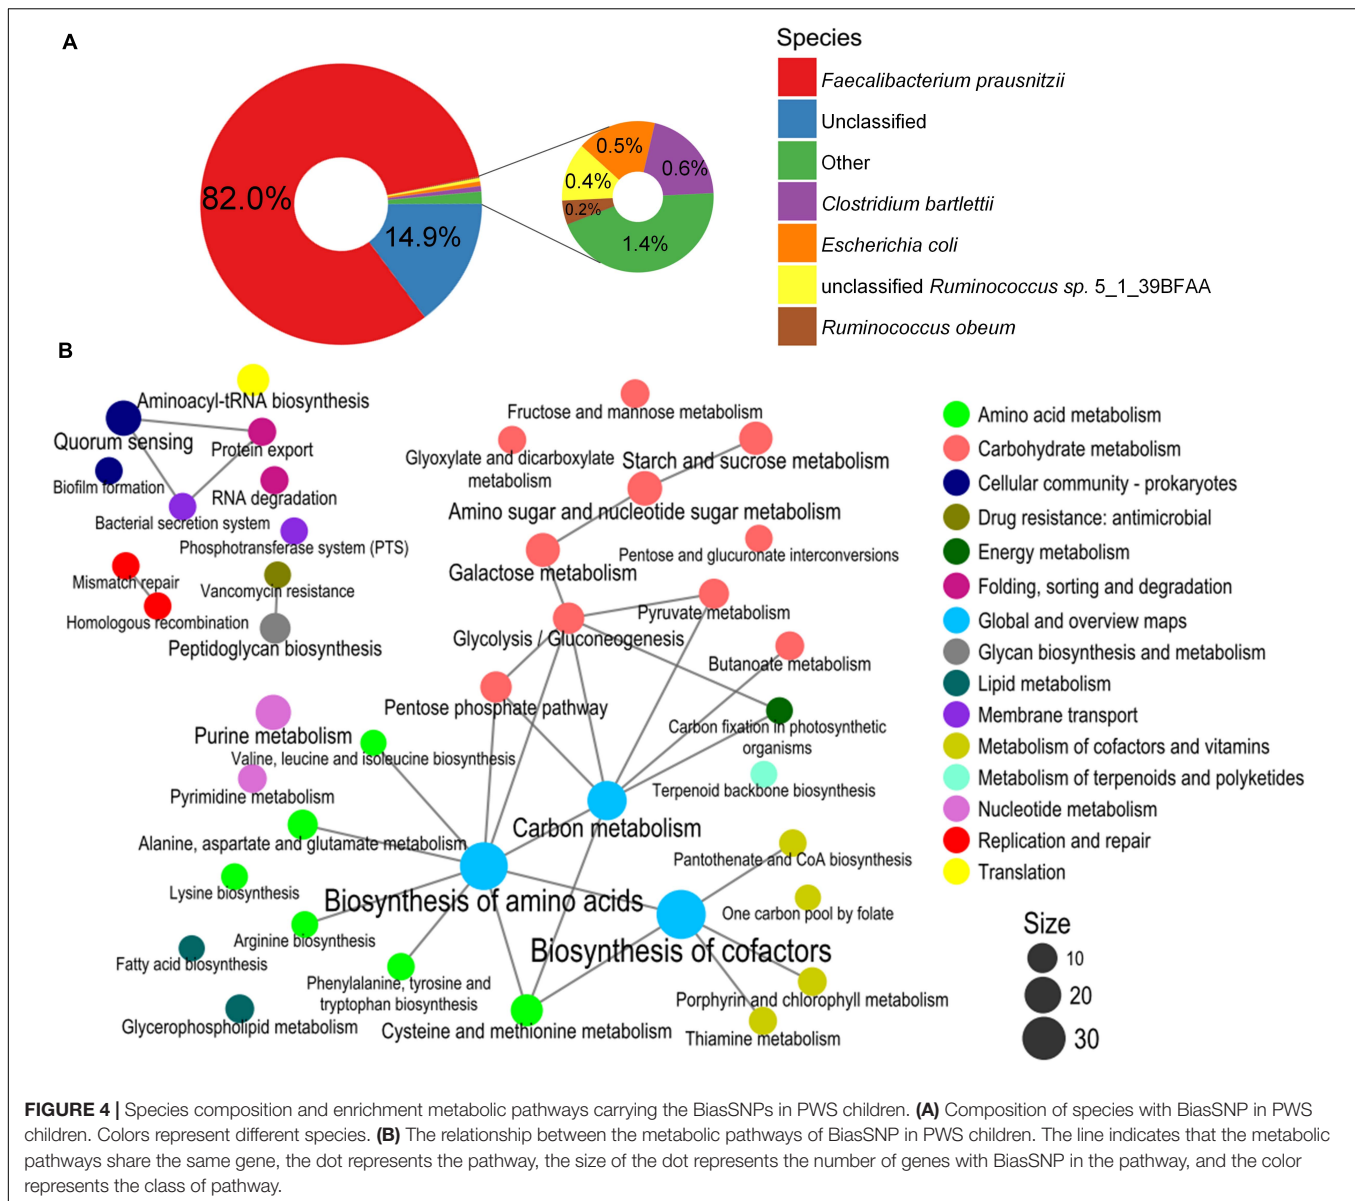 A
82.0%
14.9%
0.5%
0.6%
0.4%
0.2%
1.4%
Species
Faecalibacterium prausnitzii
Unclassified
Other
Clostridium bartlettii
Escherichia coli
unclassified Ruminococcus sp. 5_1_39BFAA
Ruminococcus obeum
B
Aminoacyl-tRNA biosynthesis
Quorum sensing
Protein export
Biofilm formation
RNA degradation
Bacterial secretion system
Phosphotransferase system (PTS)
Mismatch repair
Vancomycin resistance
Homologous recombination
Peptidoglycan biosynthesis
Fructose and mannose metabolism
Glyoxylate and dicarboxylate
metabolism
Starch and sucrose metabolism
Amino sugar and nucleotide sugar metabolism
Pentose and glucuronate interconversions
Galactose metabolism
Pyruvate metabolism
Glycolysis / Gluconeogenesis
Butanoate metabolism
Pentose phosphate pathway
Carbon fixation in photosynthetic
organisms
Purine metabolism
Valine, leucine and isoleucine biosynthesis
Pyrimidine metabolism
Terpenoid backbone biosynthesis
Carbon metabolism
Alanine, aspartate and glutamate metabolism
Pantothenate and CoA biosynthesis
Lysine biosynthesis
Biosynthesis of amino acids
One carbon pool by folate
Arginine biosynthesis
Biosynthesis of cofactors
Fatty acid biosynthesis
Phenylalanine, tyrosine and
tryptophan biosynthesis
Porphyrin and chlorophyll metabolism
Glycerophospholipid metabolism
Cysteine and methionine metabolism
Thiamine metabolism
Amino acid metabolism
Carbohydrate metabolism
Cellular community - prokaryotes
Drug resistance: antimicrobial
Energy metabolism
Folding, sorting and degradation
Global and overview maps
Glycan biosynthesis and metabolism
Lipid metabolism
Membrane transport
Metabolism of cofactors and vitamins
Metabolism of terpenoids and polyketides
Nucleotide metabolism
Replication and repair
Translation
Size
10
20
30
FIGURE 4 | Species composition and enrichment metabolic pathways carrying the BiasSNPs in PWS children. (A) Composition of species with BiasSNP in PWS
children. Colors represent different species. (B) The relationship between the metabolic pathways of BiasSNP in PWS children. The line indicates that the metabolic
pathways share the same gene, the dot represents the pathway, the size of the dot represents the number of genes with BiasSNP in the pathway, and the color
represents the class of pathway.